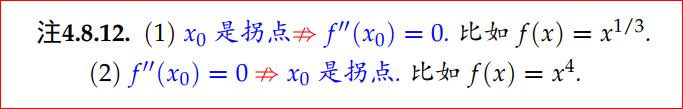 注4.8.12. (1) x₀ 是拐点⇏ f″(x₀) = 0. 比如 f(x) = x^{1/3}.
(2) f″(x₀) = 0 ⇏ x₀ 是拐点. 比如 f(x) = x⁴.